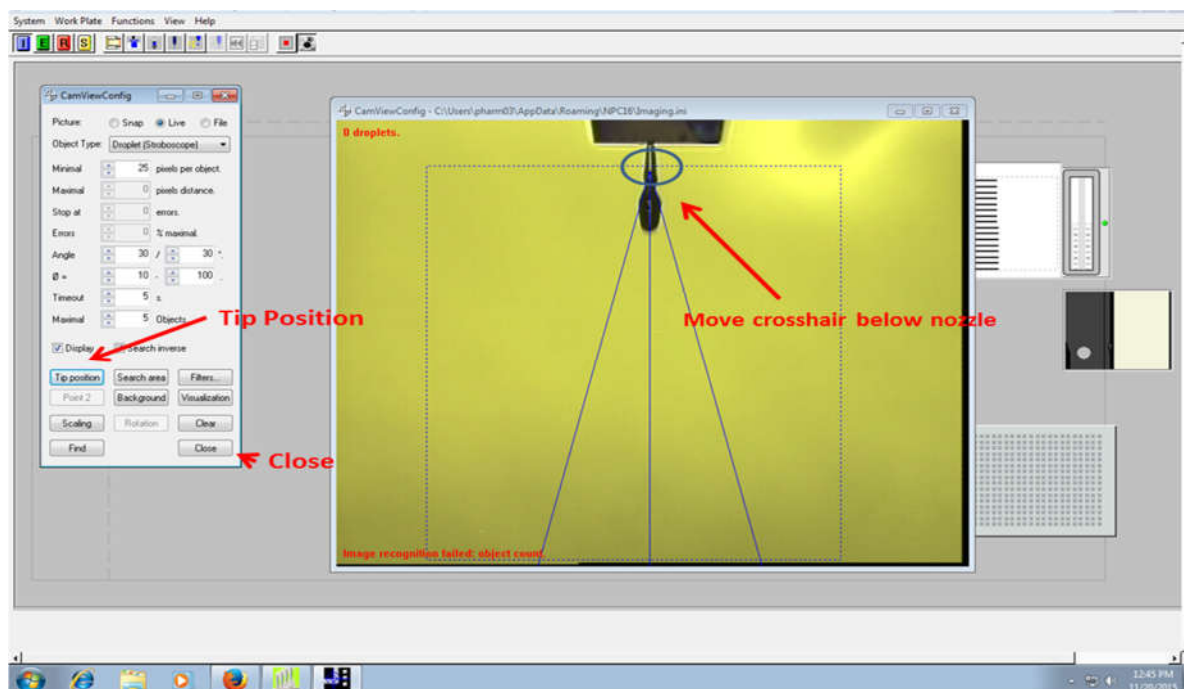 System Work Plate Functions View Help
I E R S
CamViewConfig
Picture: Snap Live File
Object Type: Droplet (Stroboscope)
Minimal 25 pixels per object.
Maximal 0 pixels distance.
Stop at 0 errors.
Errors 0 % maximal.
Angle 30 / 30 °.
Ø = 10 - 100
Timeout 5 s.
Maximal 5 Objects
Display Search inverse
Tip position Search area Filters...
Point 2 Background Visualization
Scaling Rotation Clear
Find Close
Tip Position
Close
CamViewConfig - C:\Users\pharm03\AppData\Roaming\NPC16\Imaging.ini
0 droplets.
Move crosshair below nozzle
Image recognition failed: object count.
12:45 PM
11/20/2015